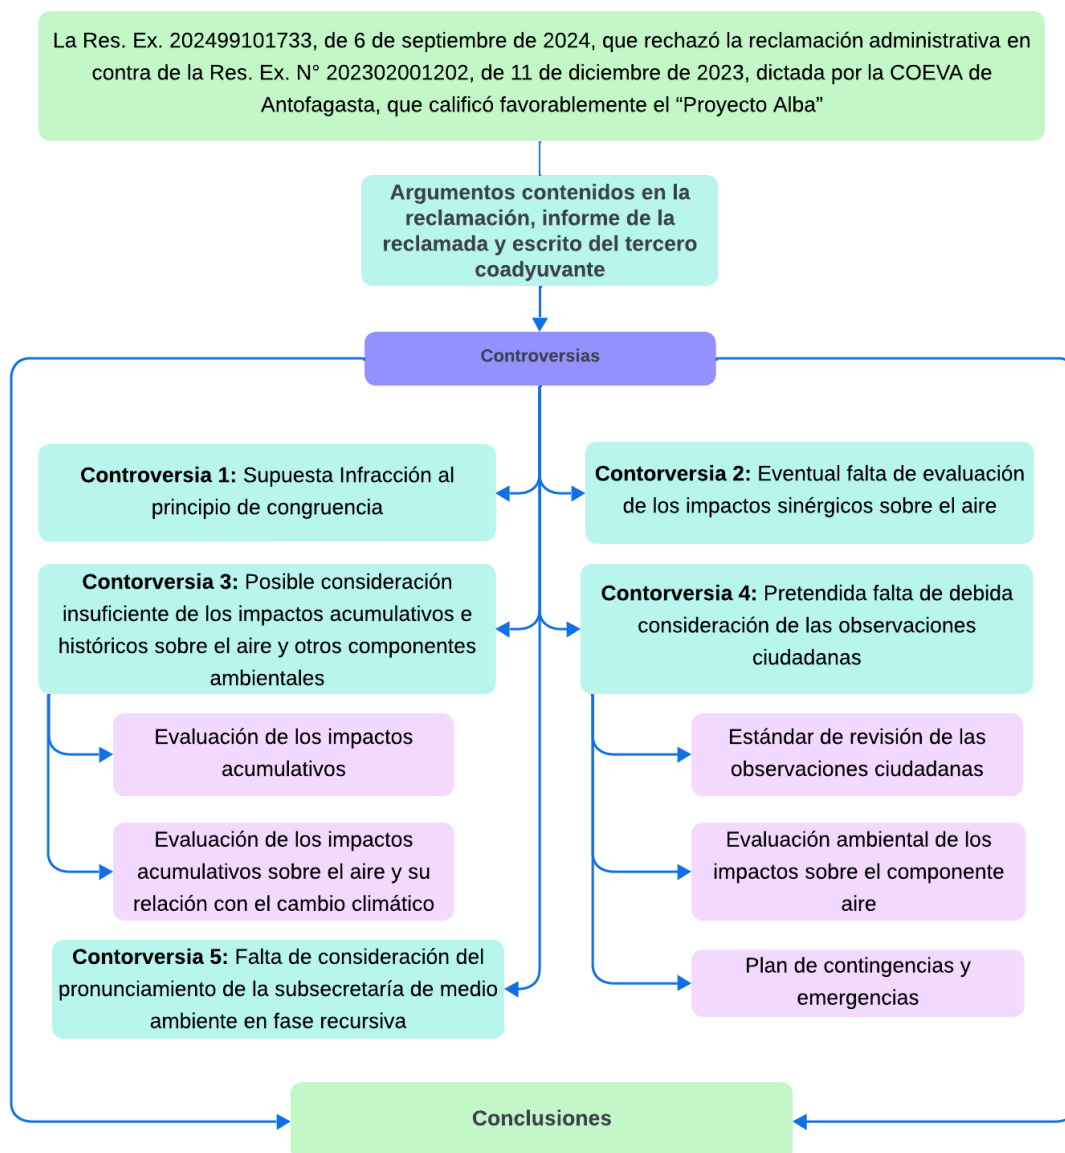 La Res. Ex. 202499101733, de 6 de septiembre de 2024, que rechazó la reclamación administrativa en
contra de la Res. Ex. N° 202302001202, de 11 de diciembre de 2023, dictada por la COEVA de
Antofagasta, que calificó favorablemente el “Proyecto Alba”
Argumentos contenidos en la
reclamación, informe de la
reclamada y escrito del tercero
coadyuvante
Controversias
Controversia 1: Supuesta Infracción al
principio de congruencia
Contorversia 2: Eventual falta de evaluación
de los impactos sinérgicos sobre el aire
Contorversia 3: Posible consideración
insuficiente de los impactos acumulativos e
históricos sobre el aire y otros componentes
ambientales
Contorversia 4: Pretendida falta de debida
consideración de las observaciones
ciudadanas
Evaluación de los impactos
acumulativos
Estándar de revisión de las
observaciones ciudadanas
Evaluación de los impactos
acumulativos sobre el aire y su
relación con el cambio climático
Evaluación ambiental de los
impactos sobre el componente
aire
Contorversia 5: Falta de consideración del
pronunciamiento de la subsecretaría de medio
ambiente en fase recursiva
Plan de contingencias y
emergencias
Conclusiones